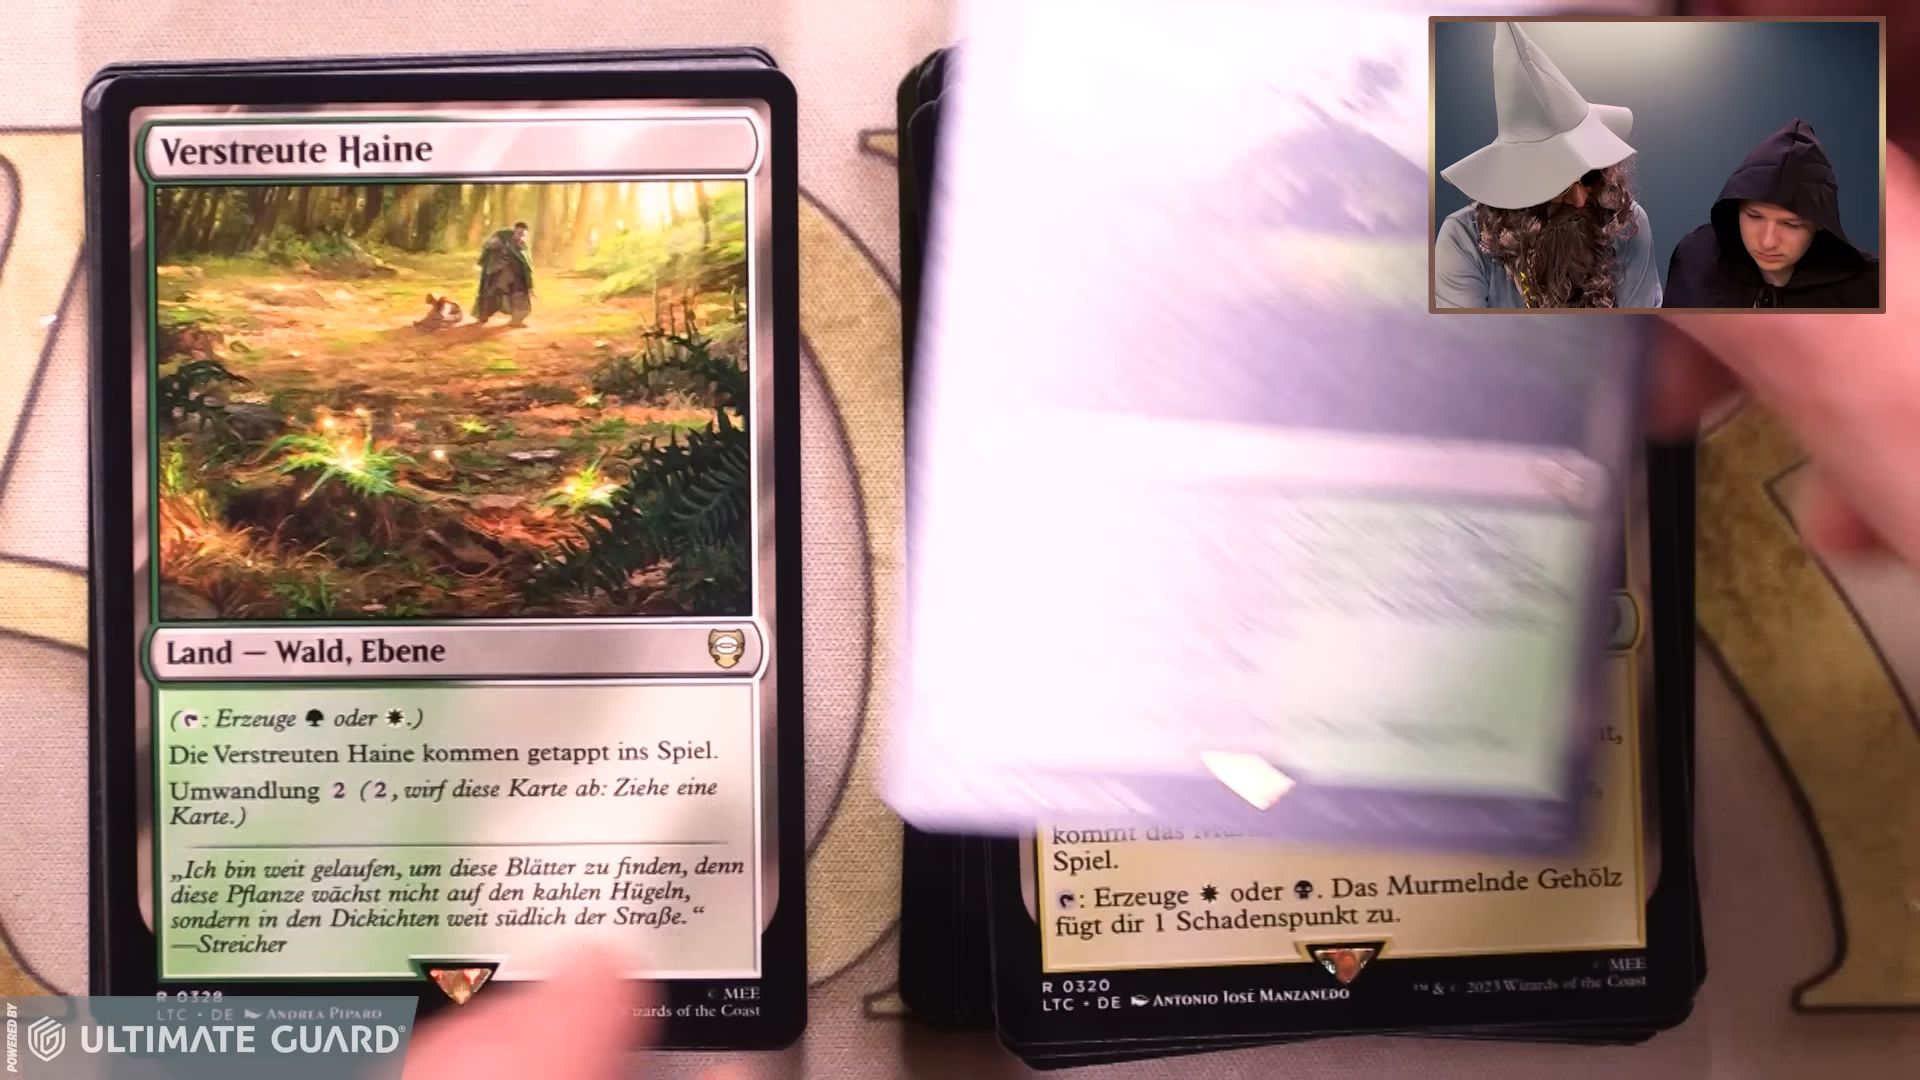 Verstreute Haine
Land — Wald, Ebene
( : Erzeuge oder .)
Die Verstreuten Haine kommen getappt ins Spiel.
Umwandlung 2 (2, wirf diese Karte ab: Ziehe eine
Karte.)
„Ich bin weit gelaufen, um diese Blätter zu finden, denn
diese Pflanze wächst nicht auf den kahlen Hügeln,
sondern in den Dickichten weit südlich der Straße.“
—Streicher
R 0328
LTC • DE ANDREA PIPARO
© MEE
of the Coast
kommt das
Spiel.
: Erzeuge oder . Das Murmelnde Gehölz
fügt dir 1 Schadenspunkt zu.
R 0320
LTC • DE ANTONIO JOSÉ MANZANEDO
© MEE
™ & © 2023 Wizards of the Coast
POWERED BY
ULTIMATE GUARD